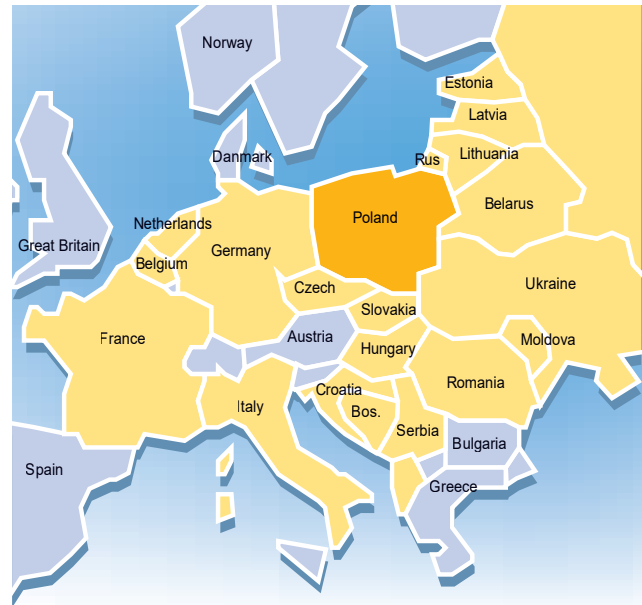 Norway
Estonia
Latvia
Danmark
Lithuania
Rus
Belarus
Poland
Netherlands
Great Britain
Germany
Belgium
Czech
Ukraine
Slovakia
France
Austria
Moldova
Hungary
Croatia
Romania
Italy
Bos.
Serbia
Bulgaria
Spain
Greece